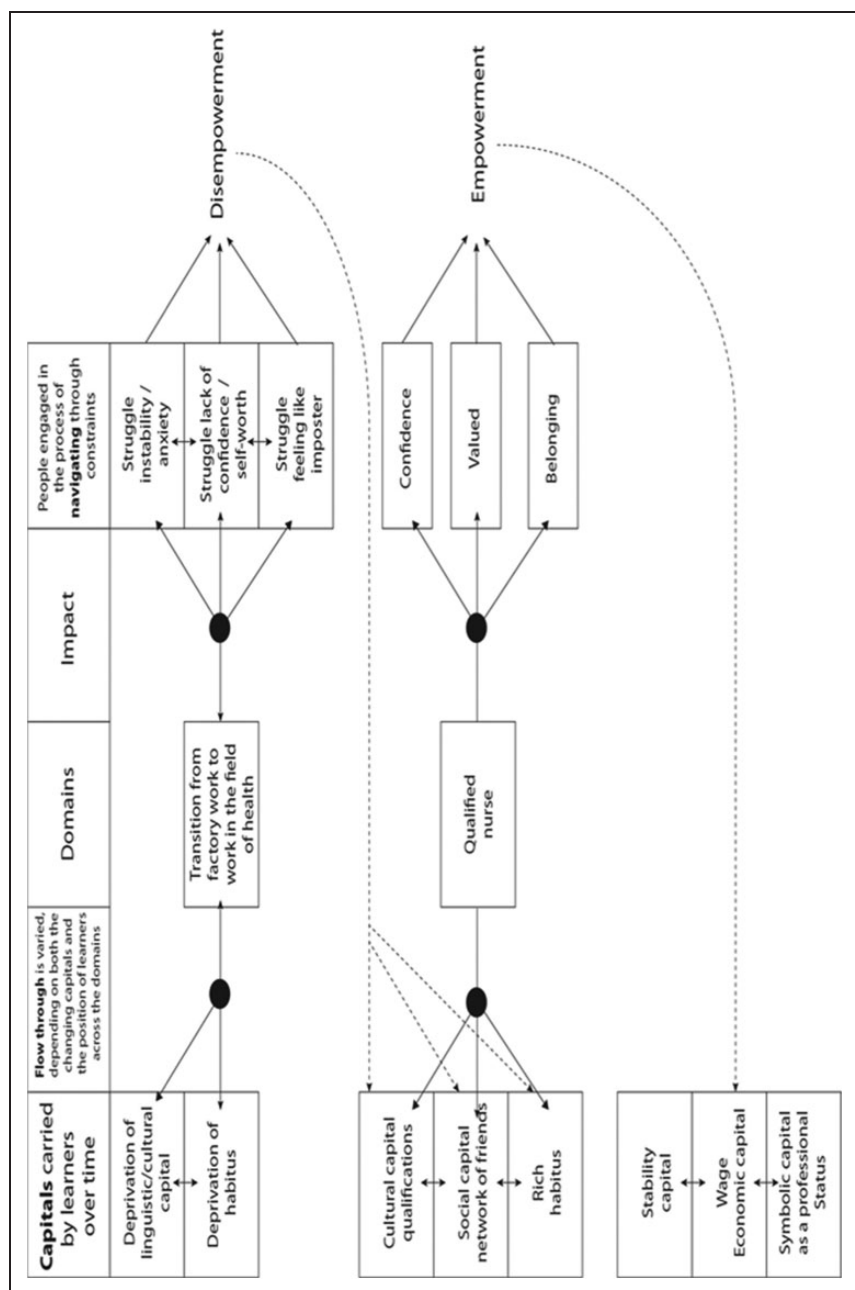 Capitals carried
by learners
over time
Flow through is varied,
depending on both the
changing capitals and
the position of learners
across the domains
Domains
Impact
People engaged in
the process of
navigating through
constraints
Deprivation of
linguistic/cultural
capital
Deprivation of
habitus
Transition from
factory work to
work in the field
of health
Struggle
instability /
anxiety
Struggle lack of
confidence /
self-worth
Struggle
feeling like
imposter
Disempowerment
Cultural capital
qualifications
Social capital
network of friends
Rich
habitus
Qualified
nurse
Confidence
Valued
Belonging
Empowerment
Stability
capital
Wage
Economic capital
Symbolic capital
as a professional
Status